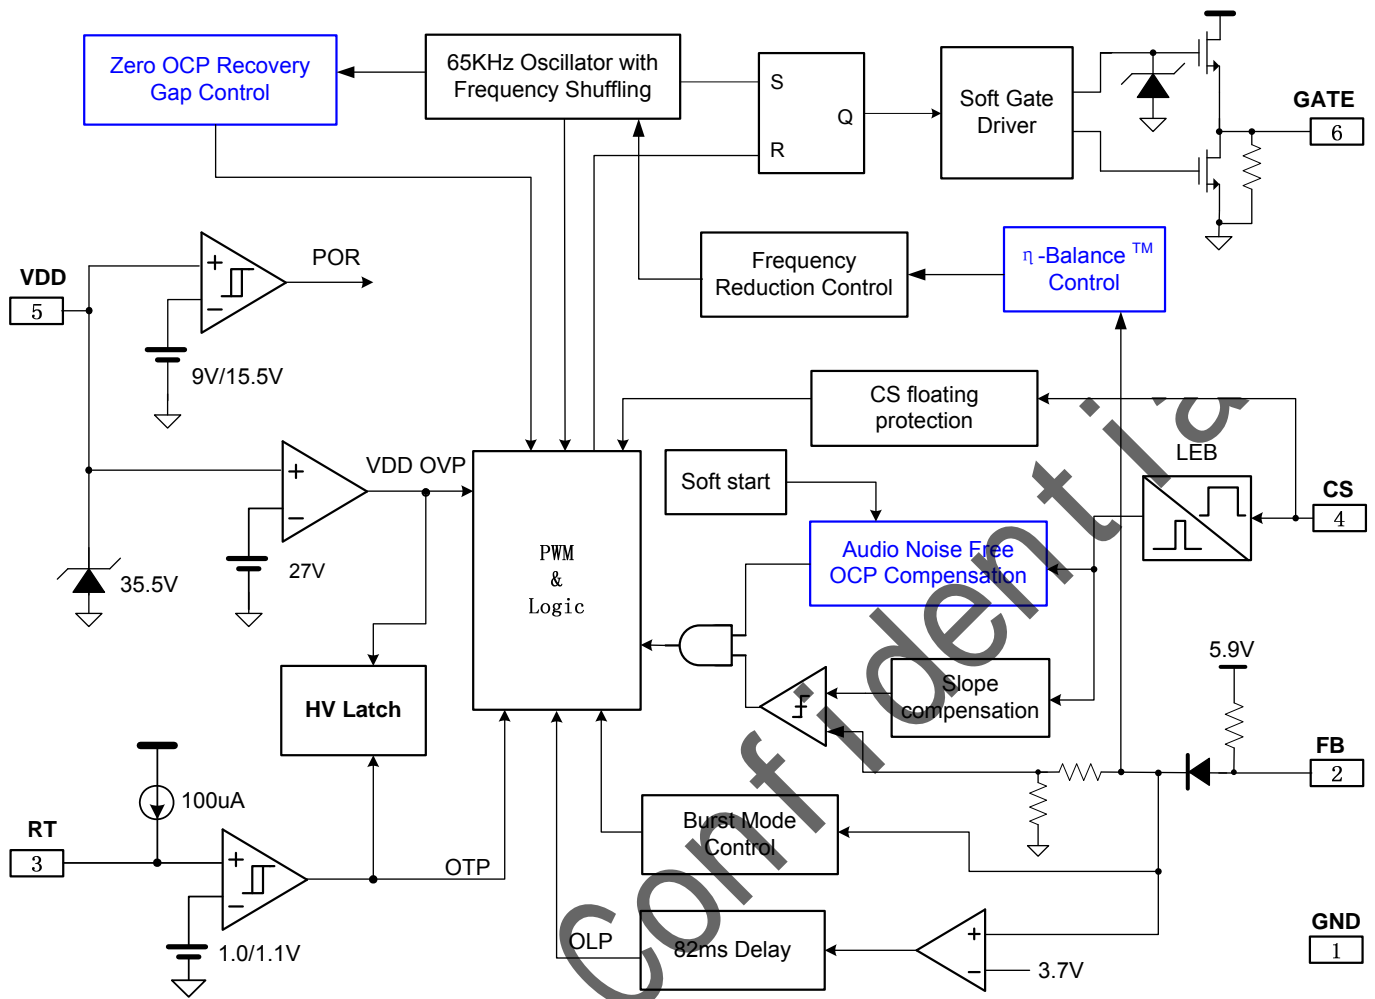 Zero OCP Recovery
Gap Control
65KHz Oscillator with
Frequency Shuffling
S
R
Q
Soft Gate
Driver
GATE
6
VDD
5
+
−
POR
9V/15.5V
Frequency
Reduction Control
η-Balance TM
Control
CS floating
protection
LEB
CS
4
+
−
VDD OVP
27V
35.5V
Soft start
Audio Noise Free
OCP Compensation
PWM
&
Logic
HV Latch
Slope
compensation
5.9V
FB
2
100uA
RT
3
+
−
OTP
1.0/1.1V
Burst Mode
Control
OLP
82ms Delay
+
−
3.7V
GND
1
Confidential